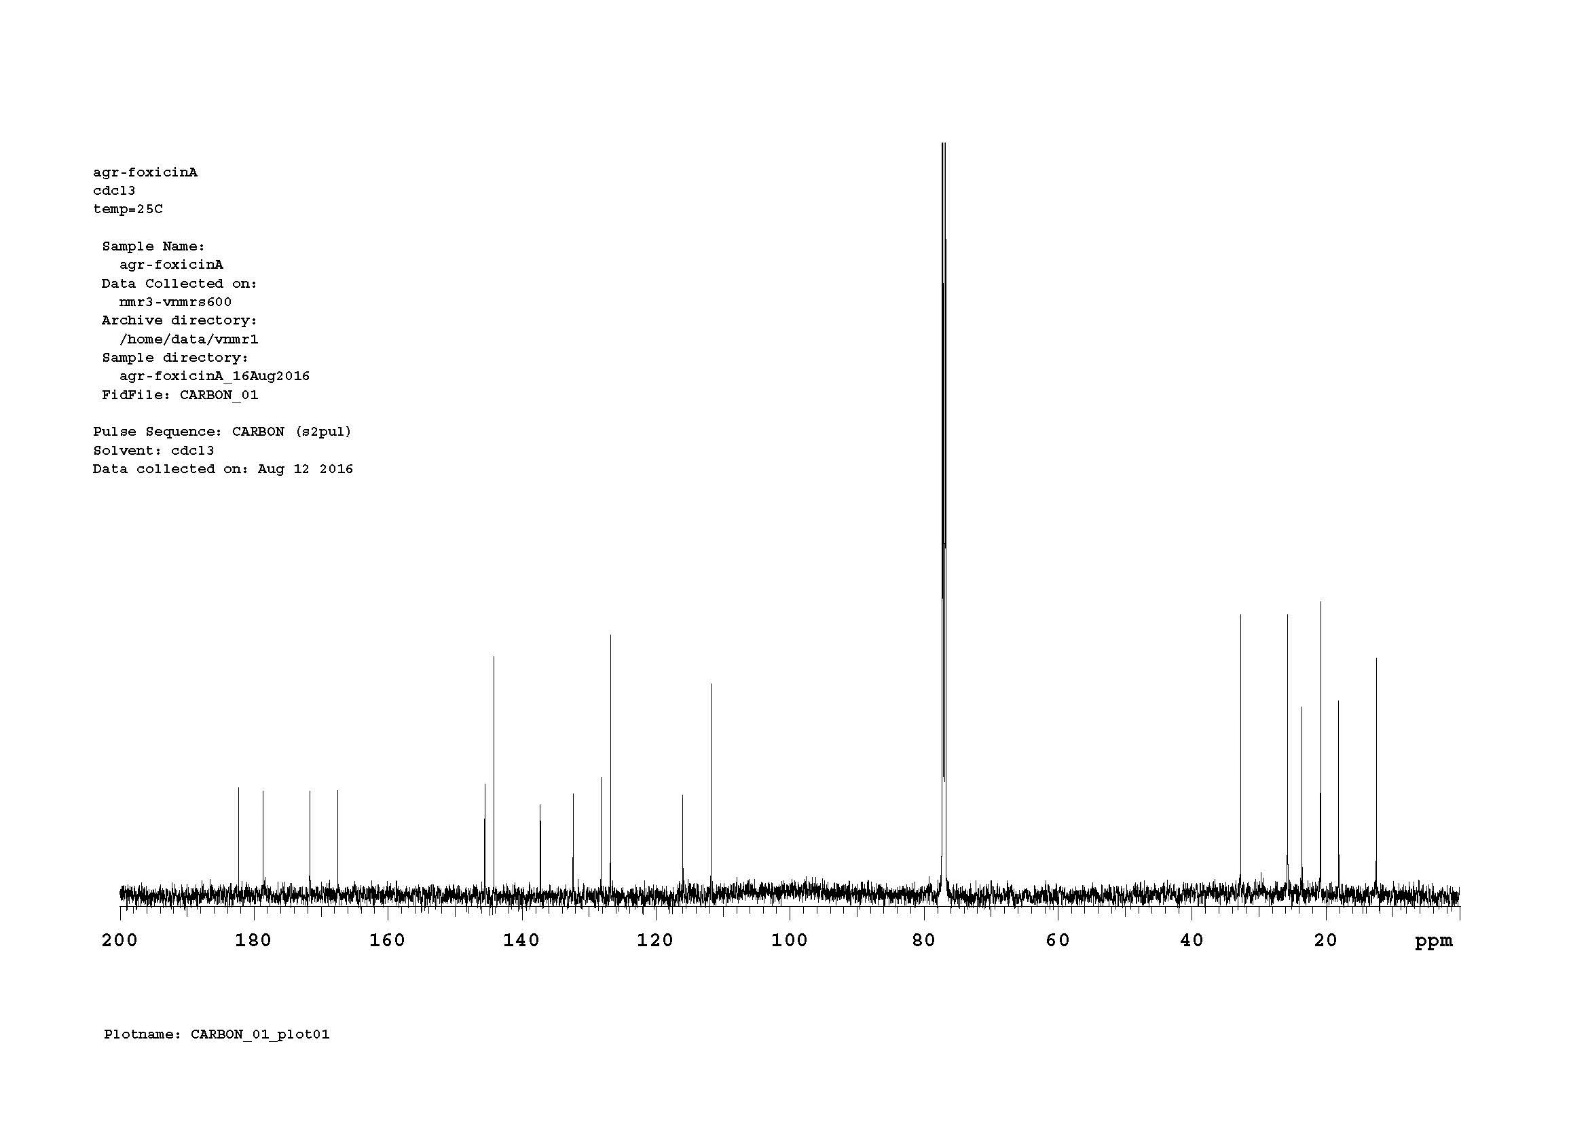 agr-foxicinA
cdcl3
temp=25C
Sample Name:
agr-foxicinA
Data Collected on:
nmr3-vnmrs600
Archive directory:
/home/data/vnmr1
Sample directory:
agr-foxicinA_16Aug2016
FidFile: CARBON_01
Pulse Sequence: CARBON (s2pul)
Solvent: cdcl3
Data collected on: Aug 12 2016
200 180 160 140 120 100 80 60 40 20 ppm
Plotname: CARBON_01_plot01